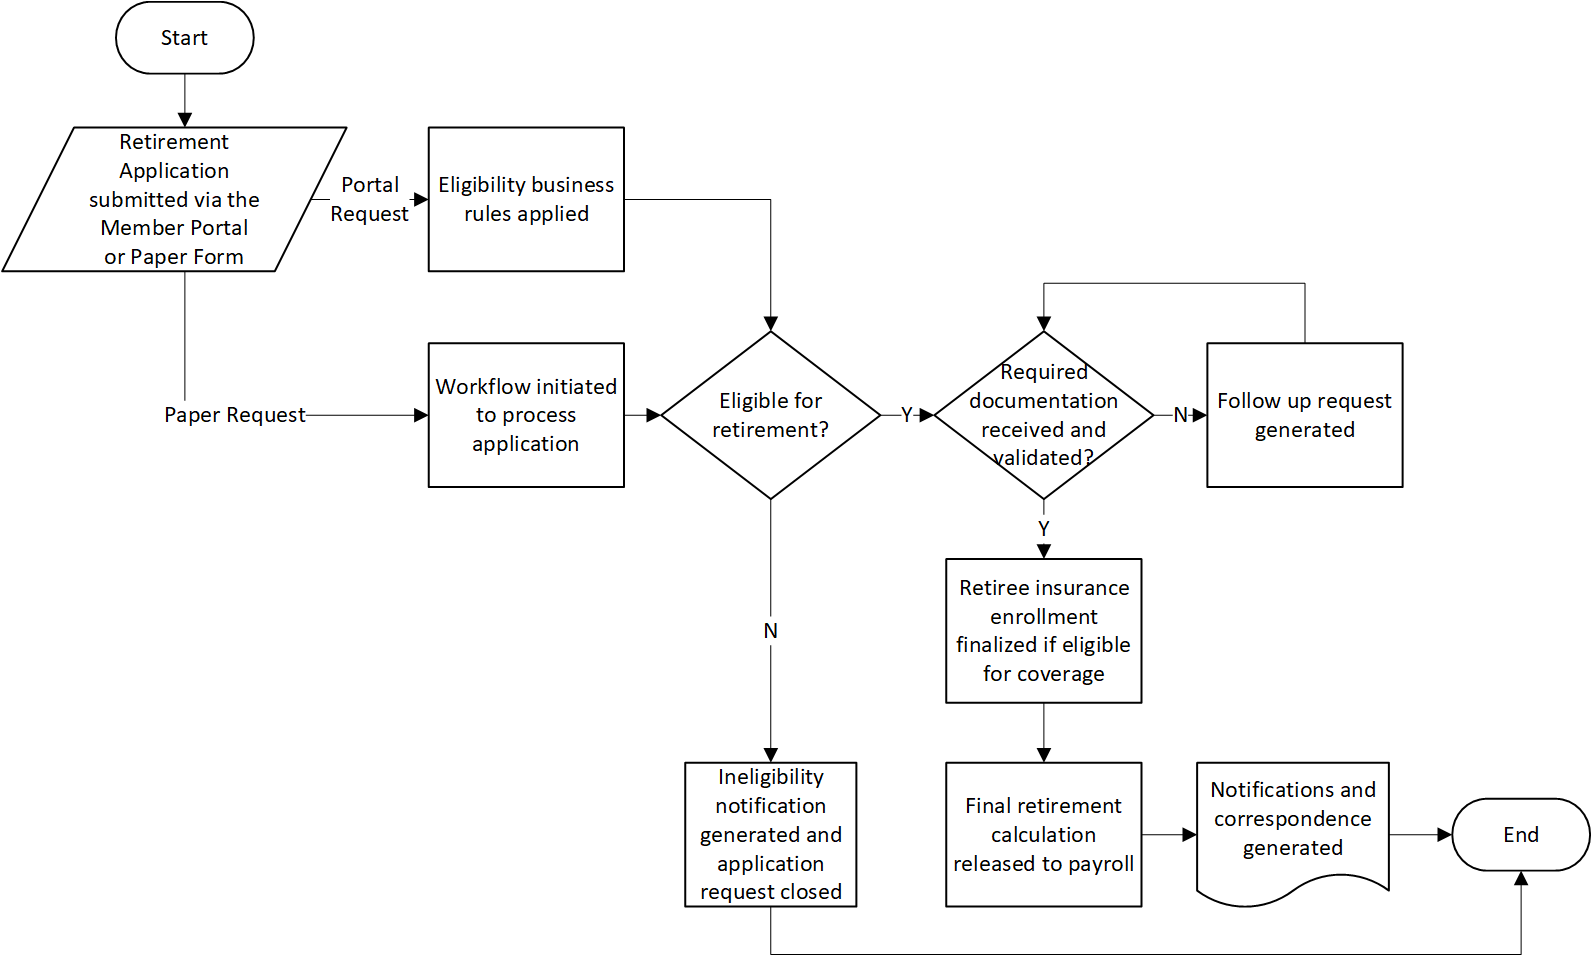 Start
Retirement
Application
submitted via the
Member Portal
or Paper Form
Portal
Request
Eligibility business
rules applied
Paper Request
Workflow initiated
to process
application
Eligible for
retirement?
Y
Required
documentation
received and
validated?
N
Follow up request
generated
Y
N
Retiree insurance
enrollment
finalized if eligible
for coverage
Ineligibility
notification
generated and
application
request closed
Final retirement
calculation
released to payroll
Notifications and
correspondence
generated
End